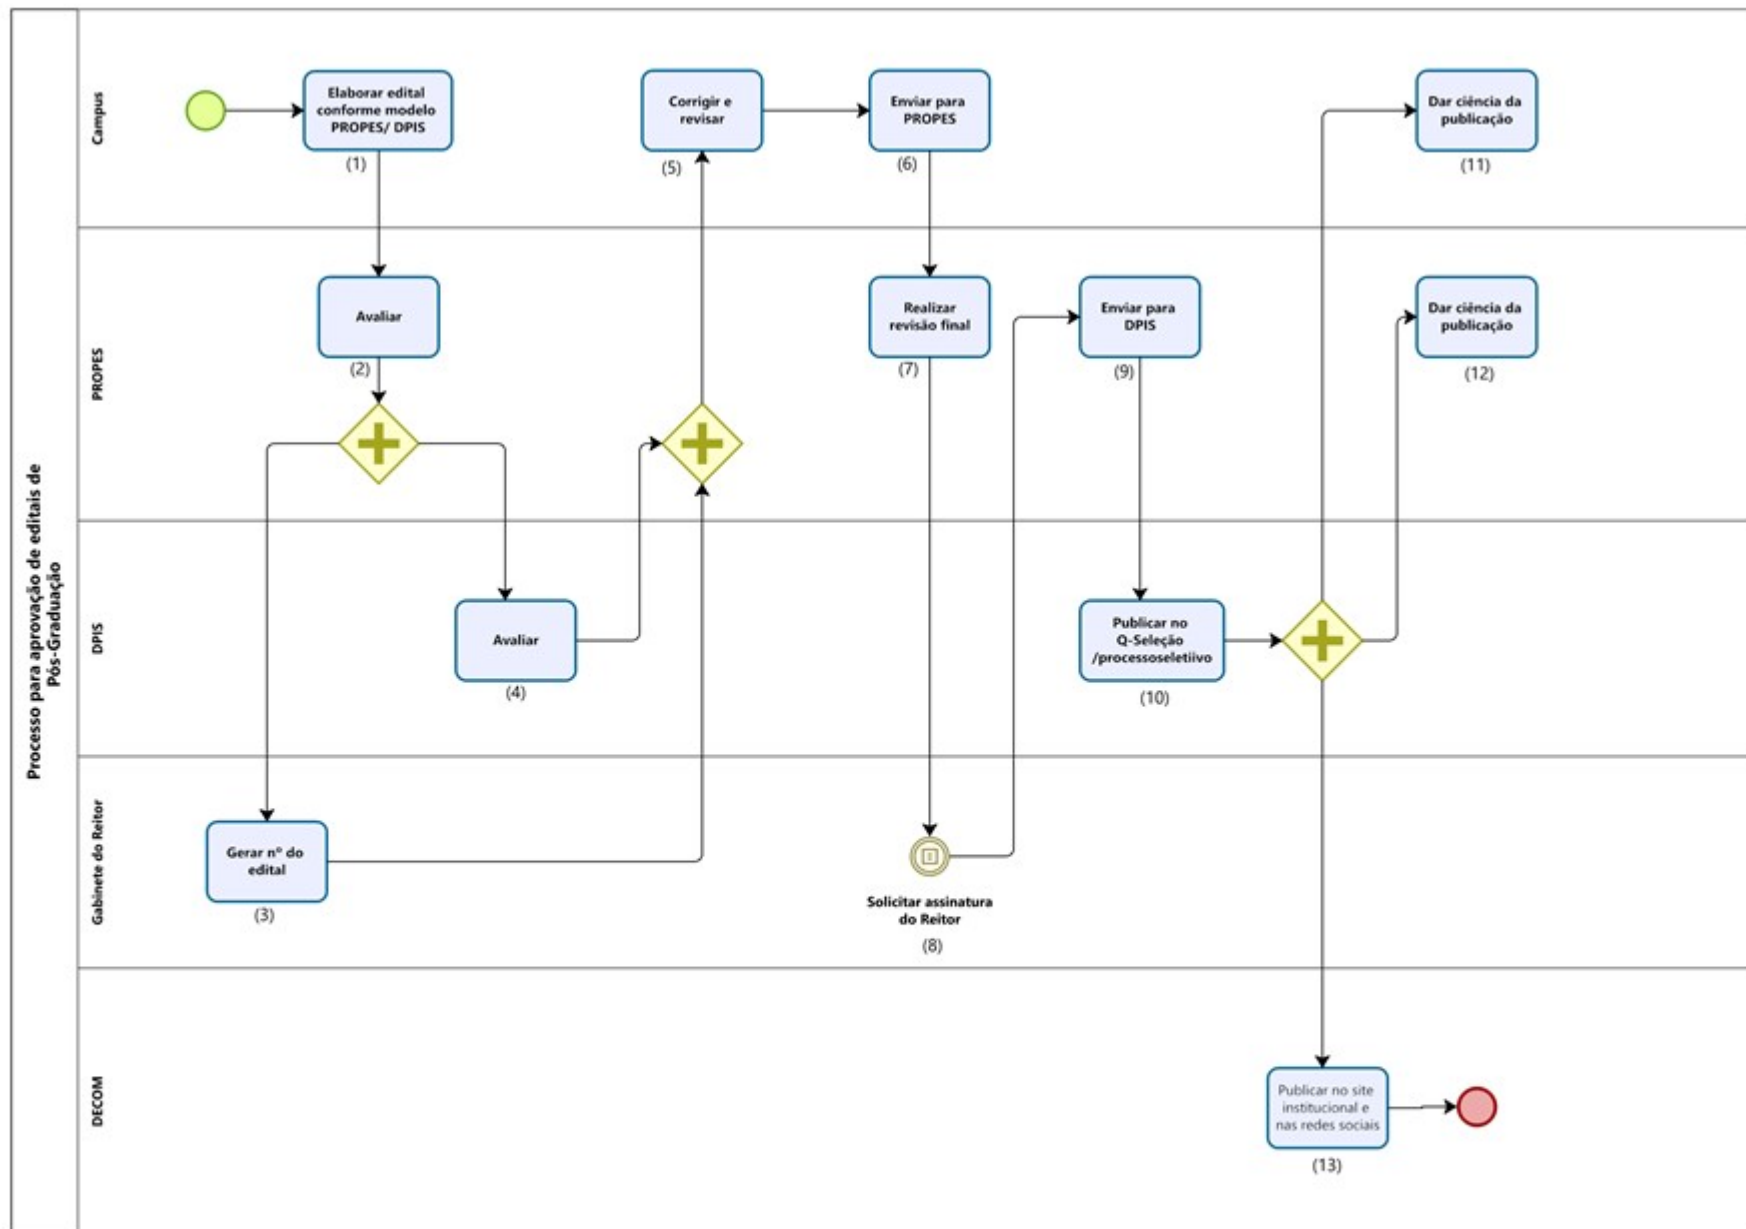 Processo para aprovação de editais de
Pós-Graduação
Campus
Elaborar edital
conforme modelo
PROPES/ DPIS
(1)
Corrigir e
revisar
(5)
Enviar para
PROPES
(6)
Dar ciência da
publicação
(11)
PROPES
Avaliar
(2)
Realizar
revisão final
(7)
Enviar para
DPIS
(9)
Dar ciência da
publicação
(12)
DPIS
Avaliar
(4)
Publicar no
Q-Seleção
/processoseletiivo
(10)
Gabinete do Reitor
Gerar nº do
edital
(3)
Solicitar assinatura
do Reitor
(8)
DECOM
Publicar no site
institucional e
nas redes sociais
(13)